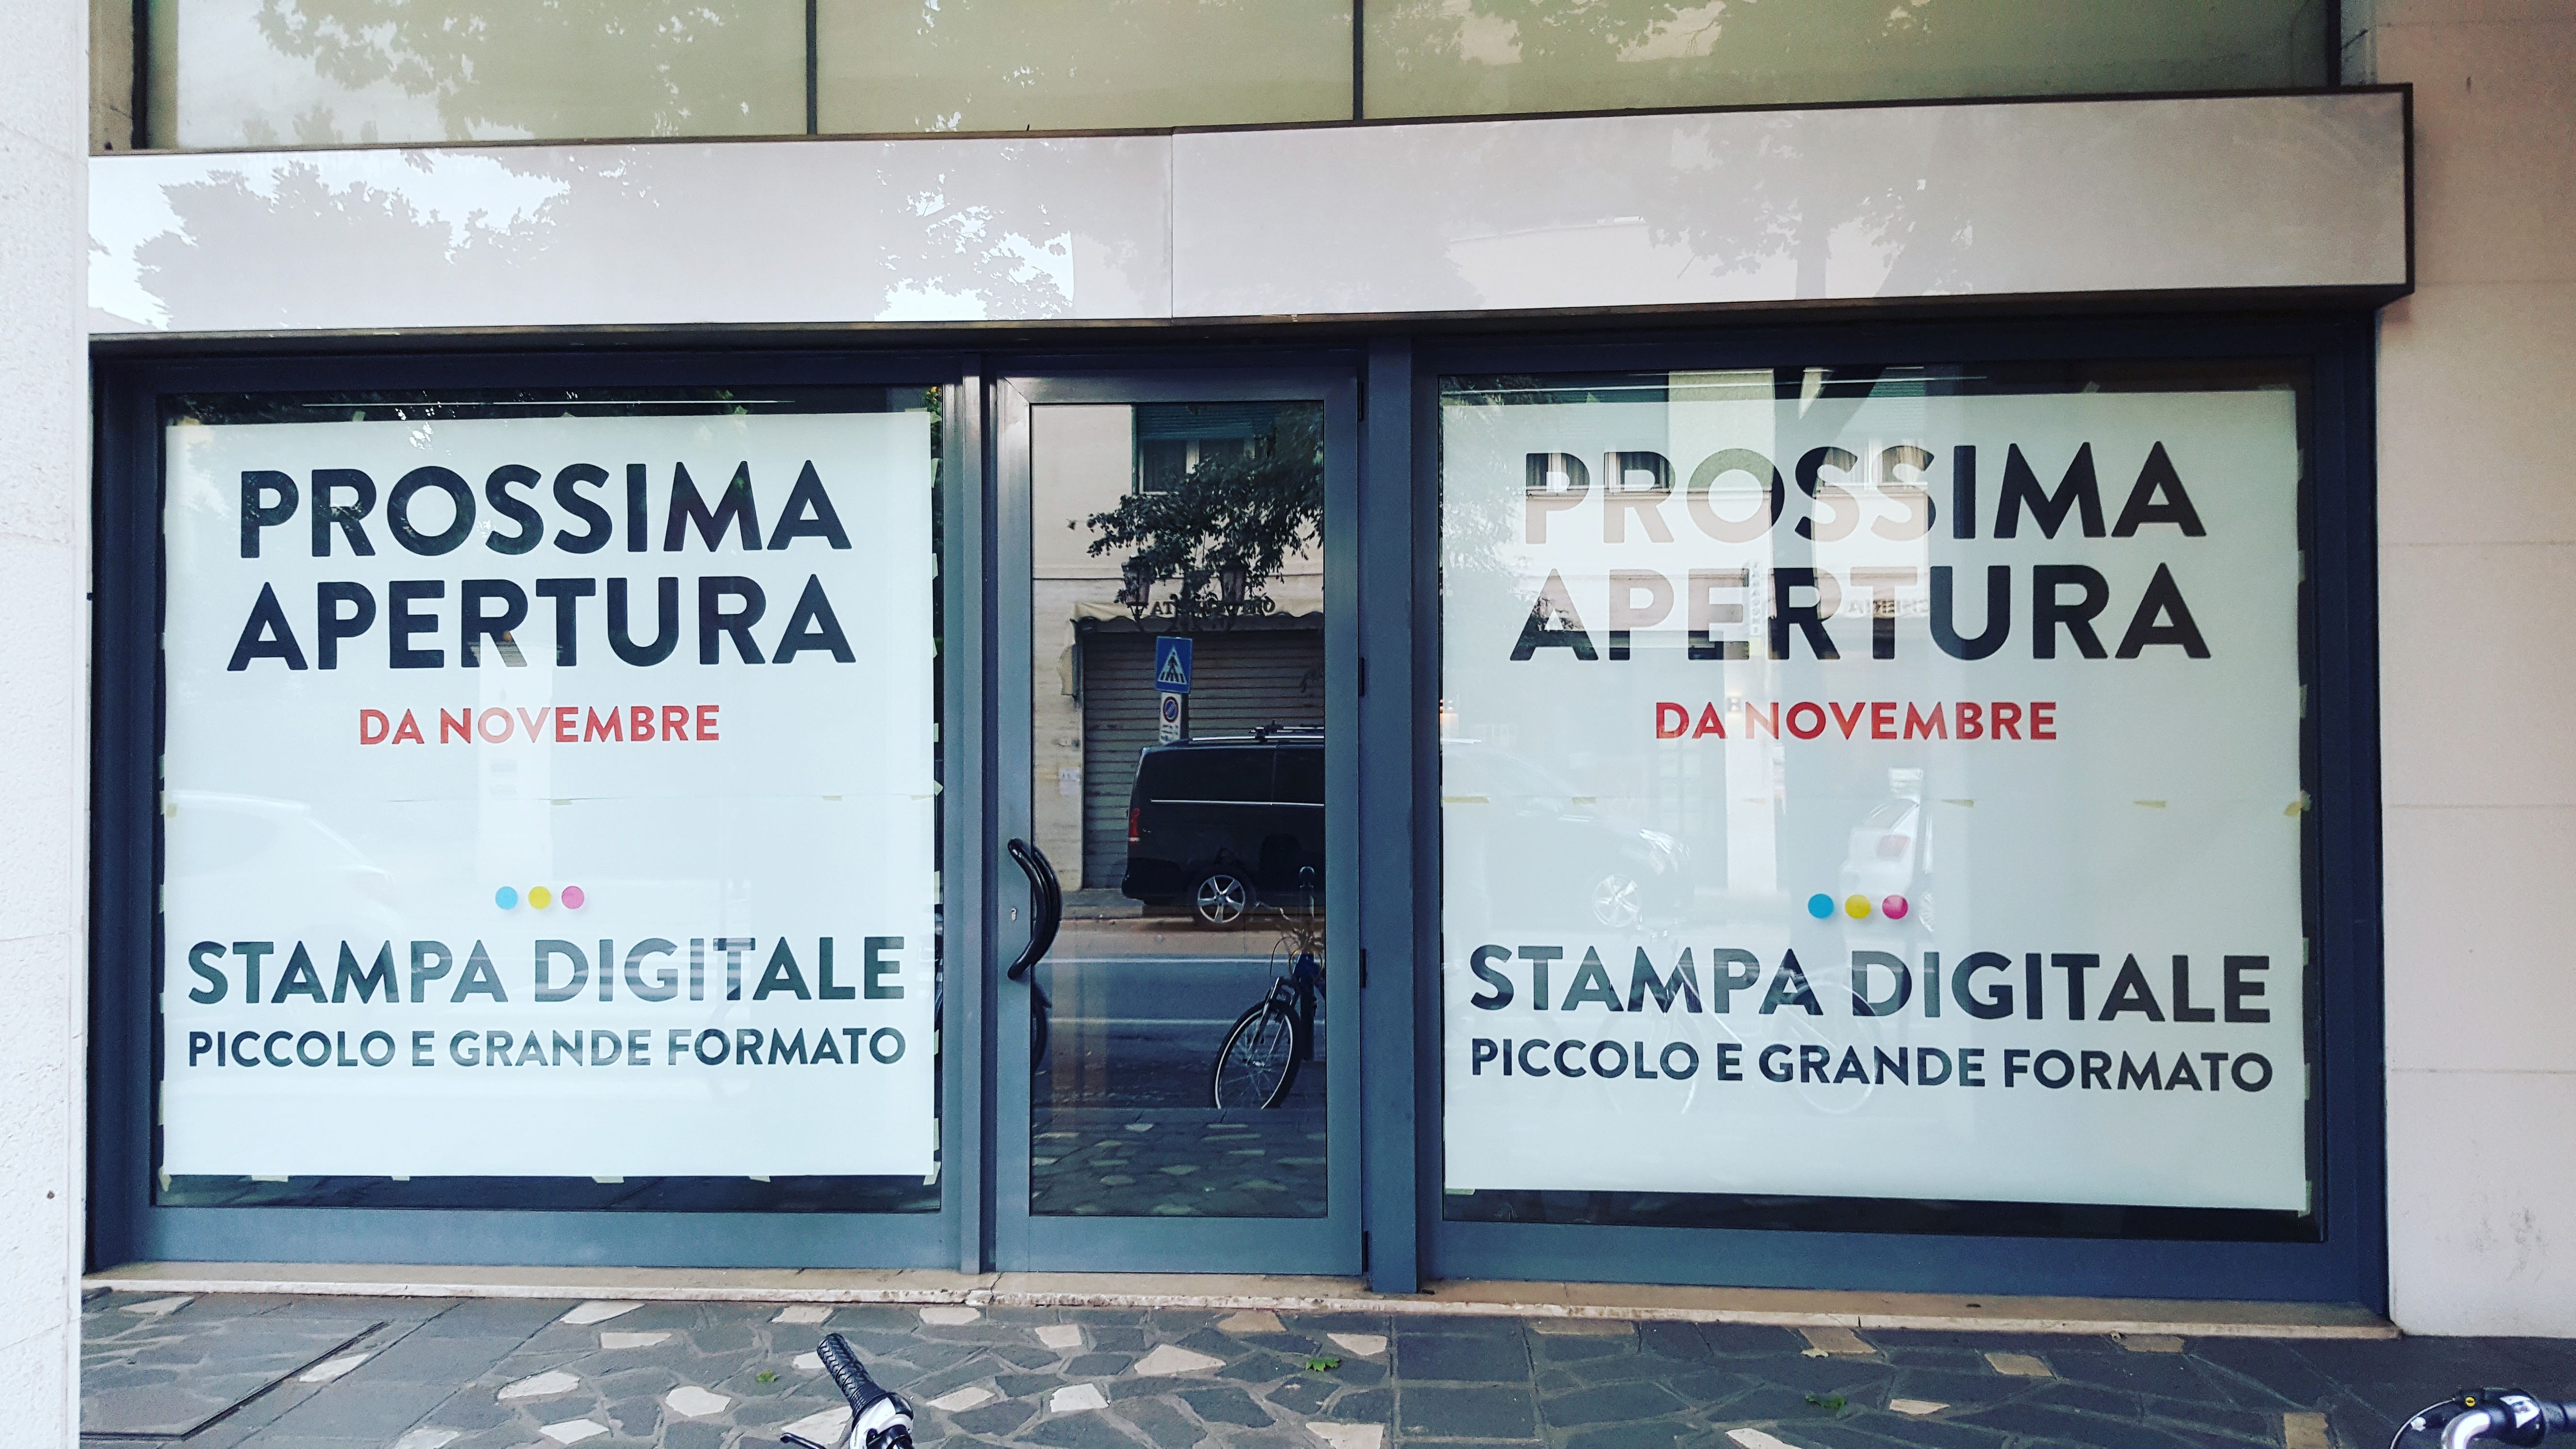 PROSSIMA
APERTURA
DA NOVEMBRE
STAMPA DIGITALE
PICCOLO E GRANDE FORMATO
PROSSIMA
APERTURA
DA NOVEMBRE
STAMPA DIGITALE
PICCOLO E GRANDE FORMATO